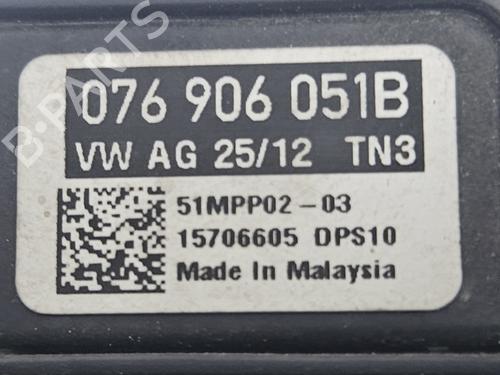 B-PARTS
076 906 051B
VW AG 25/12 TN3
51MPP02-03
15706605 DPS10
Made In Malaysia